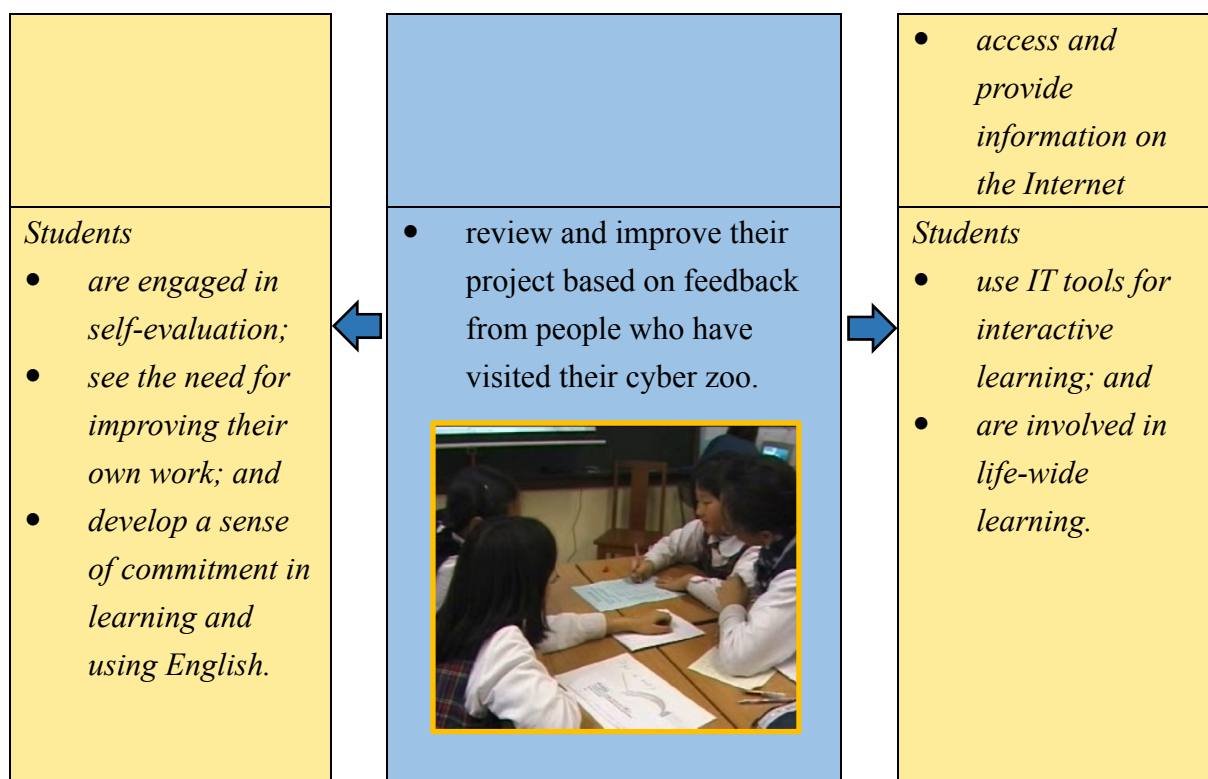 • access and
provide
information on
the Internet
Students
• are engaged in
self-evaluation;
• see the need for
improving their
own work; and
• develop a sense
of commitment in
learning and
using English.
• review and improve their
project based on feedback
from people who have
visited their cyber zoo.
Students
• use IT tools for
interactive
learning; and
• are involved in
life-wide
learning.